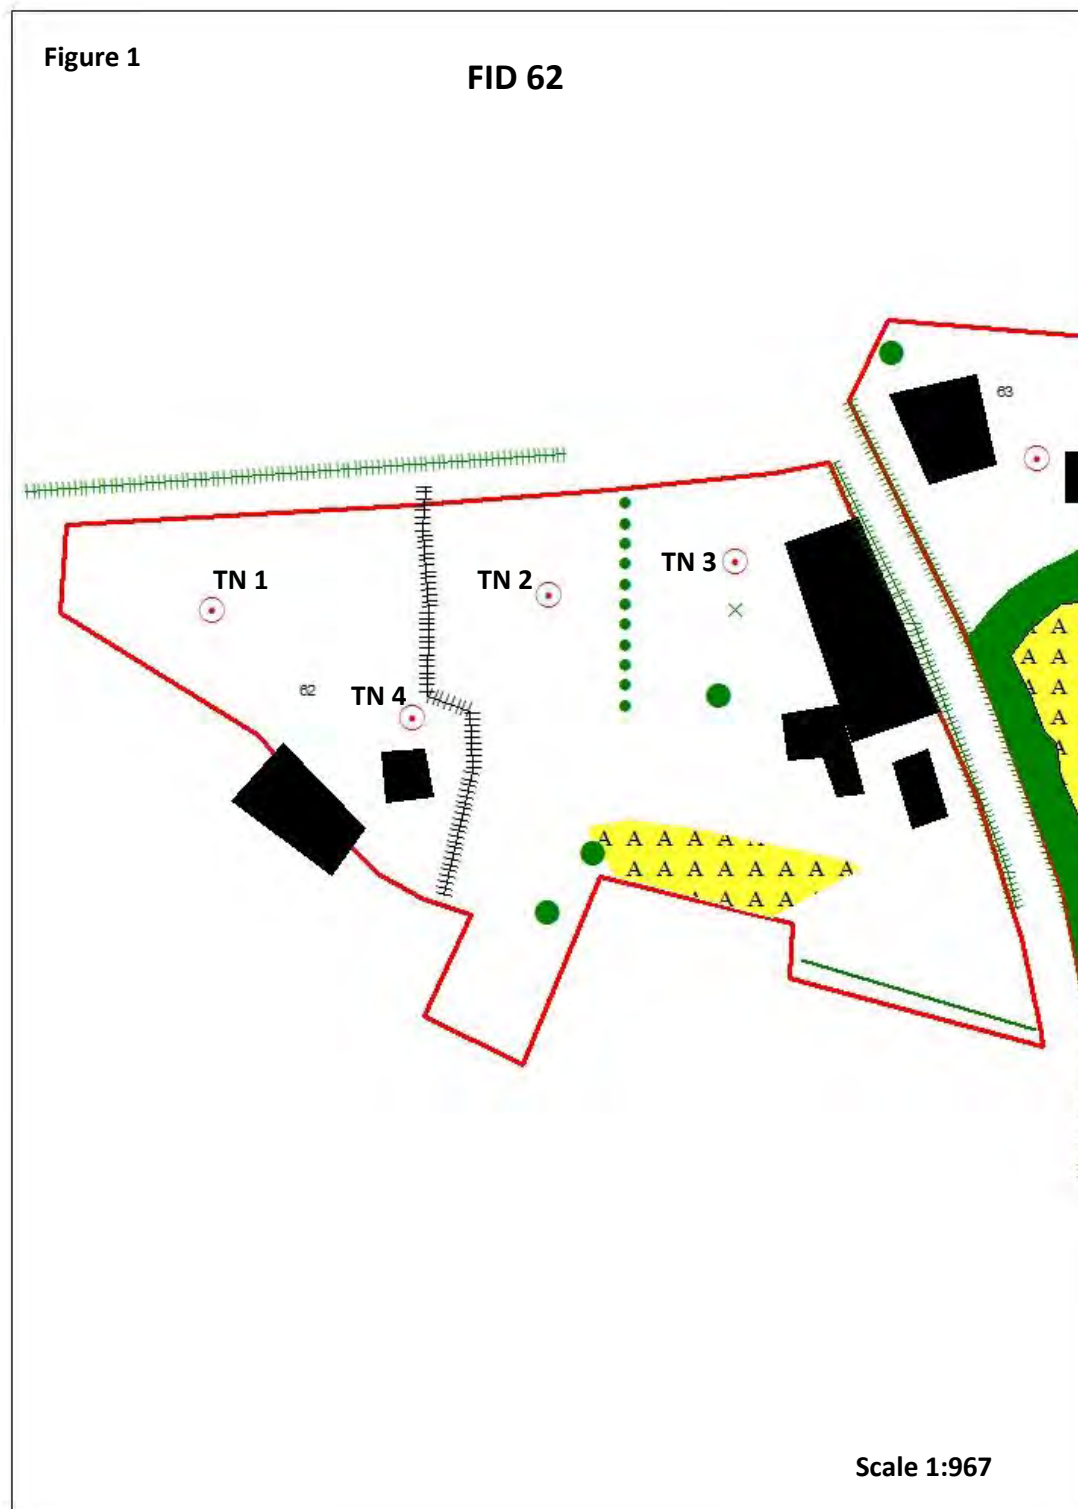 Figure 1
FID 62
63
TN 3
TN 1
TN 2
62
TN 4
A A
A A
A A
A
A
A A A A A A
A A A A A A A A
A A A
Scale 1:967